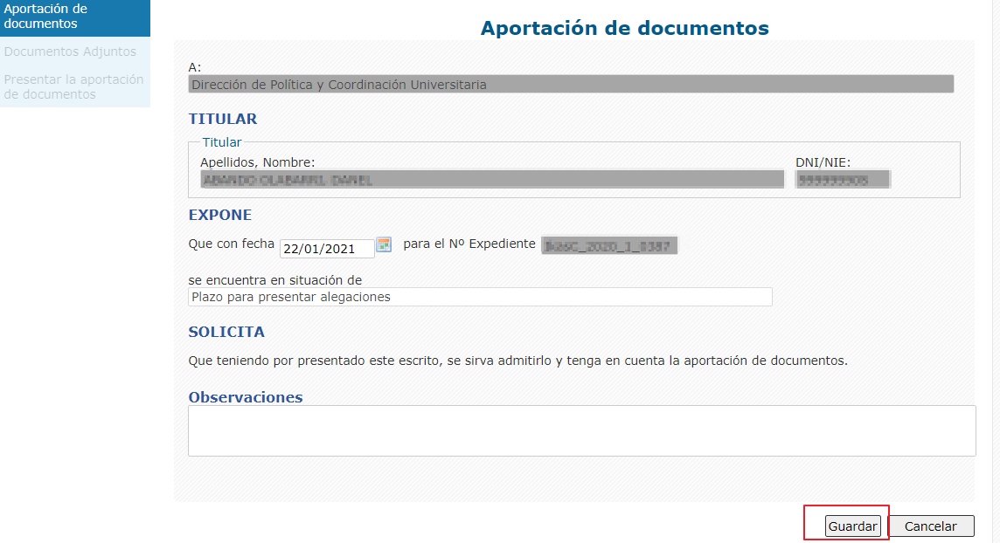 Aportación de
documentos
Documentos Adjuntos
Presentar la aportación
de documentos
Aportación de documentos
A:
Dirección de Política y Coordinación Universitaria
TITULAR
Titular
Apellidos, Nombre: DNI/NIE:
EXPONE
Que con fecha 22/01/2021 para el Nº Expediente
se encuentra en situación de
Plazo para presentar alegaciones
SOLICITA
Que teniendo por presentado este escrito, se sirva admitirlo y tenga en cuenta la aportación de documentos.
Observaciones
Guardar Cancelar